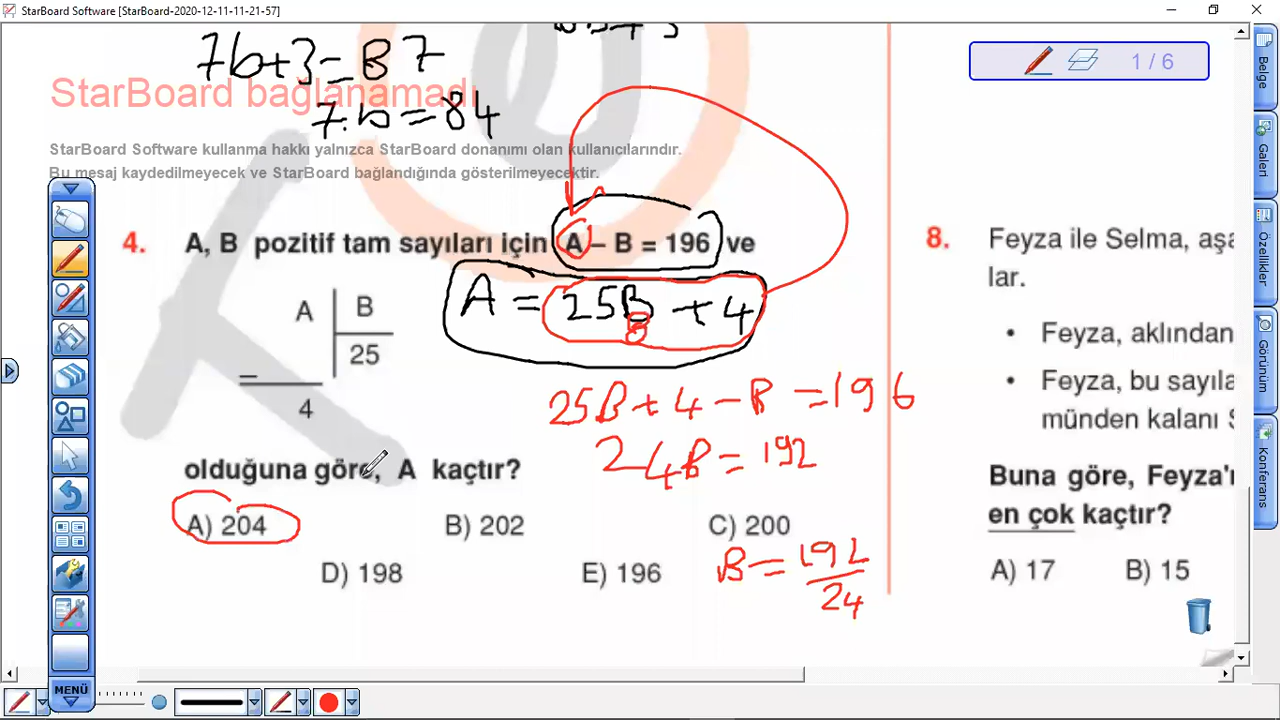 StarBoard Software [StarBoard-2020-12-11-11-21-57]
7b+3=B7
7.b=84
StarBoard bağlanamadı
StarBoard Software kullanma hakkı yalnızca StarBoard donanımı olan kullanıcılarındır.
Bu mesaj kaydedilmeyecek ve StarBoard bağlandığında gösterilmeyecektir.
4. A, B pozitif tam sayıları için A – B = 196 ve
A = 25B + 4
8
A B
25
–
4
25B + 4 – B = 196
24B = 192
olduğuna göre, A kaçtır?
A) 204 B) 202 C) 200
D) 198 E) 196
B = 192
24
8. Feyza ile Selma, aşa
lar.
• Feyza, aklından
• Feyza, bu sayıla
münden kalanı S
Buna göre, Feyza'r
en çok kaçtır?
A) 17 B) 15
1 / 6
Belge
Galeri
Özellikler
Görünüm
Konferans
MENÜ